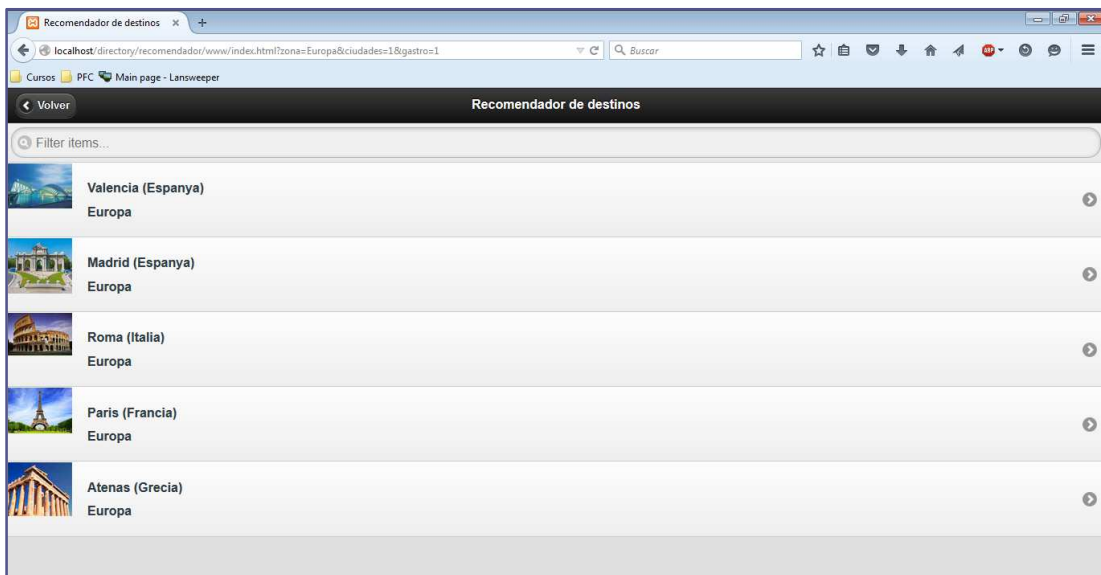 Recomendador de destinos × +
localhost/directory/recomendador/www/index.html?zona=Europa&ciudades=1&gastro=1 Buscar ABP
Cursos PFC Main page - Lansweeper
Volver Recomendador de destinos
Filter items...
Valencia (Espanya)
Europa
Madrid (Espanya)
Europa
Roma (Italia)
Europa
Paris (Francia)
Europa
Atenas (Grecia)
Europa